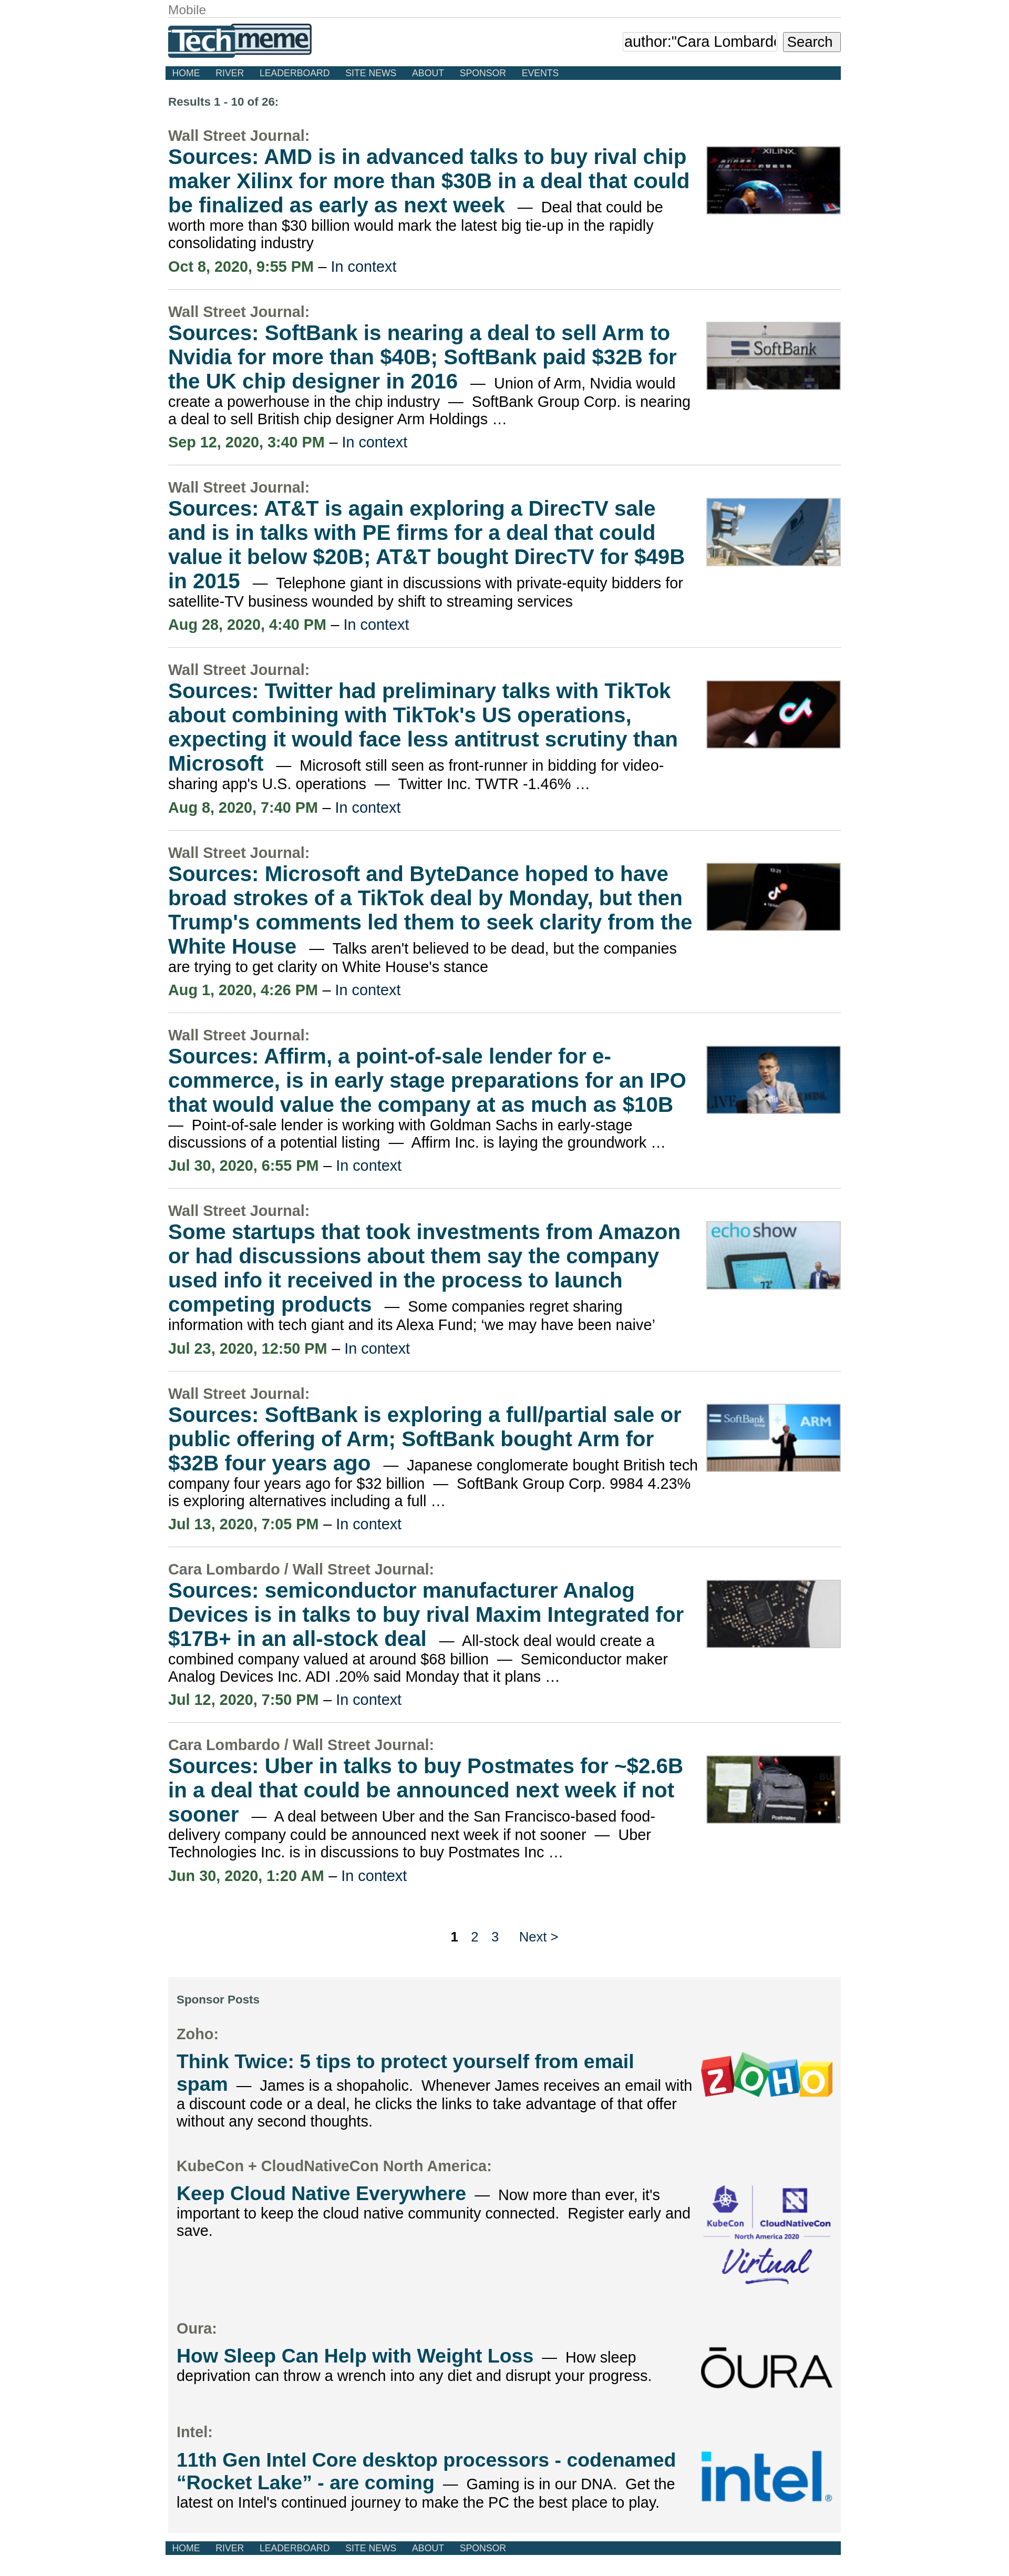 Mobile
Techmeme
author:"Cara Lombard
Search
HOME RIVER LEADERBOARD SITE NEWS ABOUT SPONSOR EVENTS
Results 1 - 10 of 26:
Wall Street Journal:
Sources: AMD is in advanced talks to buy rival chip
maker Xilinx for more than $30B in a deal that could
be finalized as early as next week — Deal that could be
worth more than $30 billion would mark the latest big tie-up in the rapidly
consolidating industry
Oct 8, 2020, 9:55 PM – In context
XILINX
Wall Street Journal:
Sources: SoftBank is nearing a deal to sell Arm to
Nvidia for more than $40B; SoftBank paid $32B for
the UK chip designer in 2016 — Union of Arm, Nvidia would
create a powerhouse in the chip industry — SoftBank Group Corp. is nearing
a deal to sell British chip designer Arm Holdings …
Sep 12, 2020, 3:40 PM – In context
SoftBank
Wall Street Journal:
Sources: AT&T is again exploring a DirecTV sale
and is in talks with PE firms for a deal that could
value it below $20B; AT&T bought DirecTV for $49B
in 2015 — Telephone giant in discussions with private-equity bidders for
satellite-TV business wounded by shift to streaming services
Aug 28, 2020, 4:40 PM – In context
Wall Street Journal:
Sources: Twitter had preliminary talks with TikTok
about combining with TikTok's US operations,
expecting it would face less antitrust scrutiny than
Microsoft — Microsoft still seen as front-runner in bidding for video-
sharing app's U.S. operations — Twitter Inc. TWTR -1.46% …
Aug 8, 2020, 7:40 PM – In context
Wall Street Journal:
Sources: Microsoft and ByteDance hoped to have
broad strokes of a TikTok deal by Monday, but then
Trump's comments led them to seek clarity from the
White House — Talks aren't believed to be dead, but the companies
are trying to get clarity on White House's stance
Aug 1, 2020, 4:26 PM – In context
Wall Street Journal:
Sources: Affirm, a point-of-sale lender for e-
commerce, is in early stage preparations for an IPO
that would value the company at as much as $10B
— Point-of-sale lender is working with Goldman Sachs in early-stage
discussions of a potential listing — Affirm Inc. is laying the groundwork …
Jul 30, 2020, 6:55 PM – In context
LIVE
Wall Street Journal:
Some startups that took investments from Amazon
or had discussions about them say the company
used info it received in the process to launch
competing products — Some companies regret sharing
information with tech giant and its Alexa Fund; ‘we may have been naive’
Jul 23, 2020, 12:50 PM – In context
echo show
72°
Wall Street Journal:
Sources: SoftBank is exploring a full/partial sale or
public offering of Arm; SoftBank bought Arm for
$32B four years ago — Japanese conglomerate bought British tech
company four years ago for $32 billion — SoftBank Group Corp. 9984 4.23%
is exploring alternatives including a full …
Jul 13, 2020, 7:05 PM – In context
SoftBank + ARM
Cara Lombardo / Wall Street Journal:
Sources: semiconductor manufacturer Analog
Devices is in talks to buy rival Maxim Integrated for
$17B+ in an all-stock deal — All-stock deal would create a
combined company valued at around $68 billion — Semiconductor maker
Analog Devices Inc. ADI .20% said Monday that it plans …
Jul 12, 2020, 7:50 PM – In context
Cara Lombardo / Wall Street Journal:
Sources: Uber in talks to buy Postmates for ~$2.6B
in a deal that could be announced next week if not
sooner — A deal between Uber and the San Francisco-based food-
delivery company could be announced next week if not sooner — Uber
Technologies Inc. is in discussions to buy Postmates Inc …
Jun 30, 2020, 1:20 AM – In context
Postmates
1 2 3 Next >
Sponsor Posts
Zoho:
Think Twice: 5 tips to protect yourself from email
spam — James is a shopaholic. Whenever James receives an email with
a discount code or a deal, he clicks the links to take advantage of that offer
without any second thoughts.
ZOHO
KubeCon + CloudNativeCon North America:
Keep Cloud Native Everywhere — Now more than ever, it's
important to keep the cloud native community connected. Register early and
save.
KubeCon CloudNativeCon
North America 2020
Virtual
Oura:
How Sleep Can Help with Weight Loss — How sleep
deprivation can throw a wrench into any diet and disrupt your progress.
ŌURA
Intel:
11th Gen Intel Core desktop processors - codenamed
“Rocket Lake” - are coming — Gaming is in our DNA. Get the
latest on Intel's continued journey to make the PC the best place to play.
intel®
HOME RIVER LEADERBOARD SITE NEWS ABOUT SPONSOR